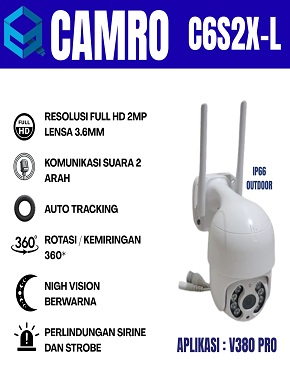 CAMRO C6S2X-L
FULL
HD
RESOLUSI FULL HD 2MP
LENSA 3.6MM
KOMUNIKASI SUARA 2
ARAH
IP66
OUTDOOR
AUTO TRACKING
360°
ROTASI / KEMIRINGAN
360°
NIGH VISION
BERWARNA
PERLINDUNGAN SIRINE
DAN STROBE
APLIKASI : V380 PRO